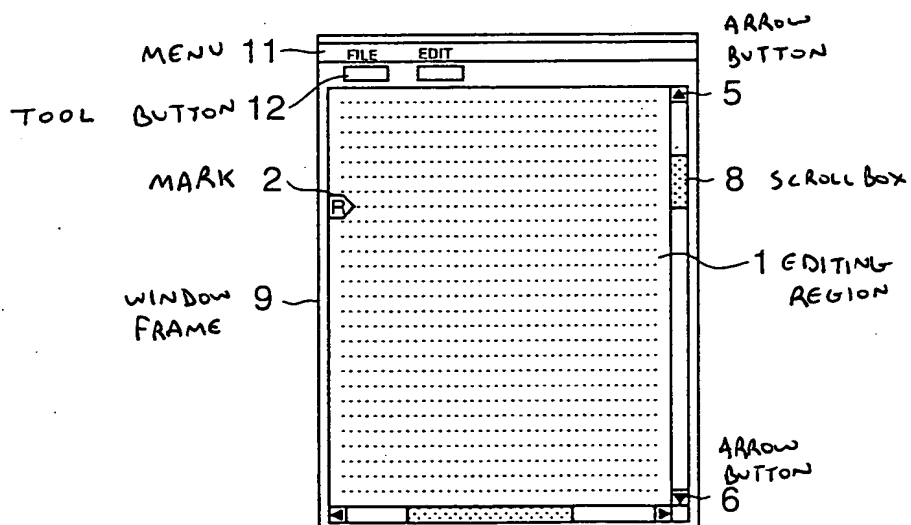 ARROW
BUTTON
MENU 11
FILE EDIT
TOOL BUTTON 12
5
MARK 2
R
8 SCROLL BOX
1 EDITING
REGION
WINDOW 9
FRAME
ARROW
BUTTON
6